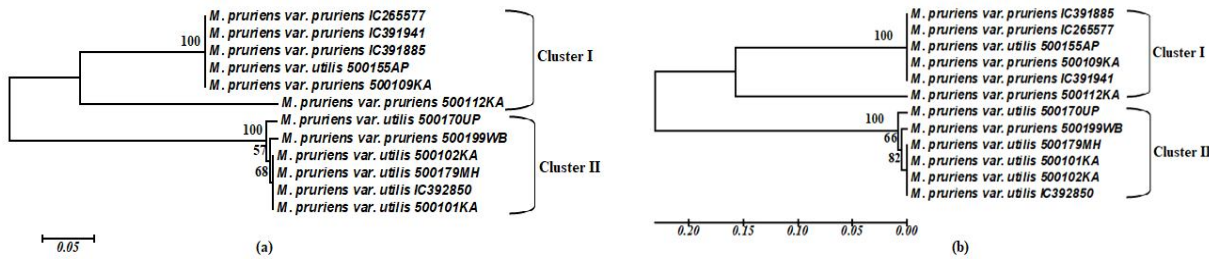 M. pruriens var. pruriens IC265577
M. pruriens var. pruriens IC391941
100
M. pruriens var. pruriens IC391885
M. pruriens var. utilis 500155AP
M. pruriens var. pruriens 500109KA
Cluster I
M. pruriens var. pruriens 500112KA
M. pruriens var. utilis 500170UP
100
M. pruriens var. pruriens 500199WB
57
M. pruriens var. utilis 500102KA
68
M. pruriens var. utilis 500179MH
Cluster II
M. pruriens var. utilis IC392850
M. pruriens var. utilis 500101KA
0.05
(a)
M. pruriens var. pruriens IC391885
M. pruriens var. pruriens IC265577
100
M. pruriens var. utilis 500155AP
M. pruriens var. pruriens 500109KA
M. pruriens var. pruriens IC391941
Cluster I
M. pruriens var. pruriens 500112KA
M. pruriens var. utilis 500170UP
100
M. pruriens var. pruriens 500199WB
66
M. pruriens var. utilis 500179MH
82
M. pruriens var. utilis 500101KA
Cluster II
M. pruriens var. utilis 500102KA
M. pruriens var. utilis IC392850
0.20 0.15 0.10 0.05 0.00
(b)